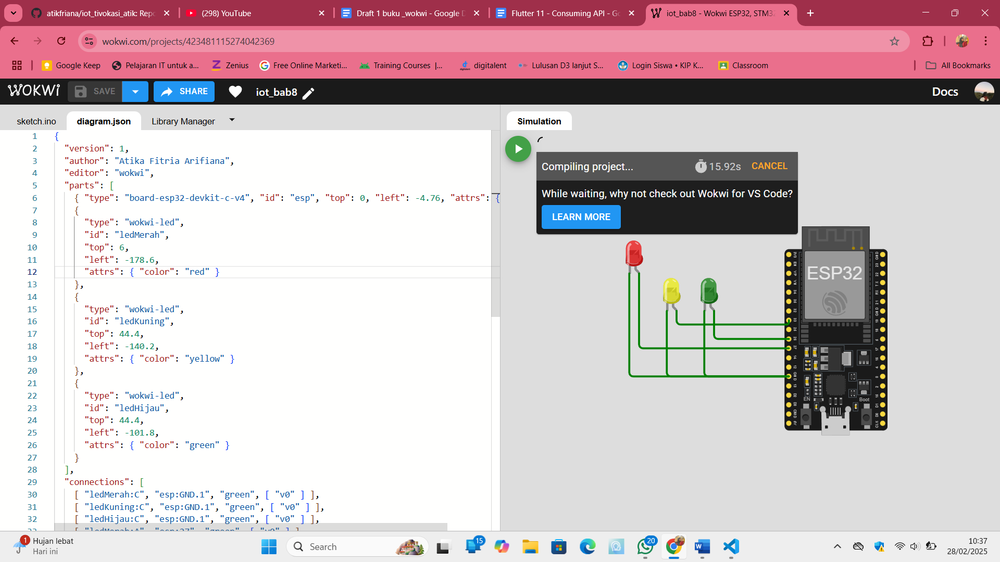 atikfriana/iot_tivokasi_atik: Repo
(298) YouTube
Draft 1 buku _wokwi - Google D
Flutter 11 - Consuming API - Go
iot_bab8 - Wokwi ESP32, STM32
wokwi.com/projects/423481115274042369
Google Keep
Pelajaran IT untuk a...
Zenius
Free Online Marketi...
Training Courses |...
digitalent
Lulusan D3 lanjut S...
Login Siswa • KIP K...
Classroom
All Bookmarks
WOKWi
SAVE
SHARE
iot_bab8
Docs
sketch.ino
diagram.json
Library Manager
Simulation
1 {
2 "version": 1,
3 "author": "Atika Fitria Arifiana",
4 "editor": "wokwi",
5 "parts": [
6 { "type": "board-esp32-devkit-c-v4", "id": "esp", "top": 0, "left": -4.76, "attrs": {
7 {
8 "type": "wokwi-led",
9 "id": "ledMerah",
10 "top": 6,
11 "left": -178.6,
12 "attrs": { "color": "red" }
13 },
14 {
15 "type": "wokwi-led",
16 "id": "ledKuning",
17 "top": 44.4,
18 "left": -140.2,
19 "attrs": { "color": "yellow" }
20 },
21 {
22 "type": "wokwi-led",
23 "id": "ledHijau",
24 "top": 44.4,
25 "left": -101.8,
26 "attrs": { "color": "green" }
27 }
28 ],
29 "connections": [
30 [ "ledMerah:C", "esp:GND.1", "green", [ "v0" ] ],
31 [ "ledKuning:C", "esp:GND.1", "green", [ "v0" ] ],
32 [ "ledHijau:C", "esp:GND.1", "green", [ "v0" ] ],
Compiling project...
15.92s
CANCEL
While waiting, why not check out Wokwi for VS Code?
LEARN MORE
ESP32
EN
Boot
1
Hujan lebat
Hari ini
Search
15
20
10:37
28/02/2025